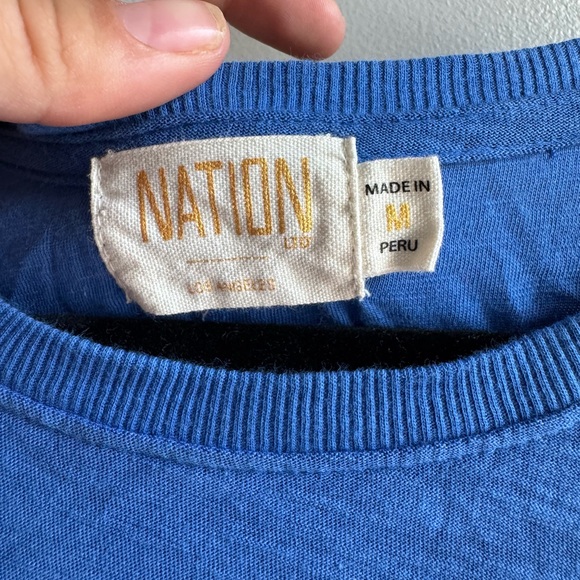 NATION
LTD
LOS ANGELES
MADE IN
M
PERU